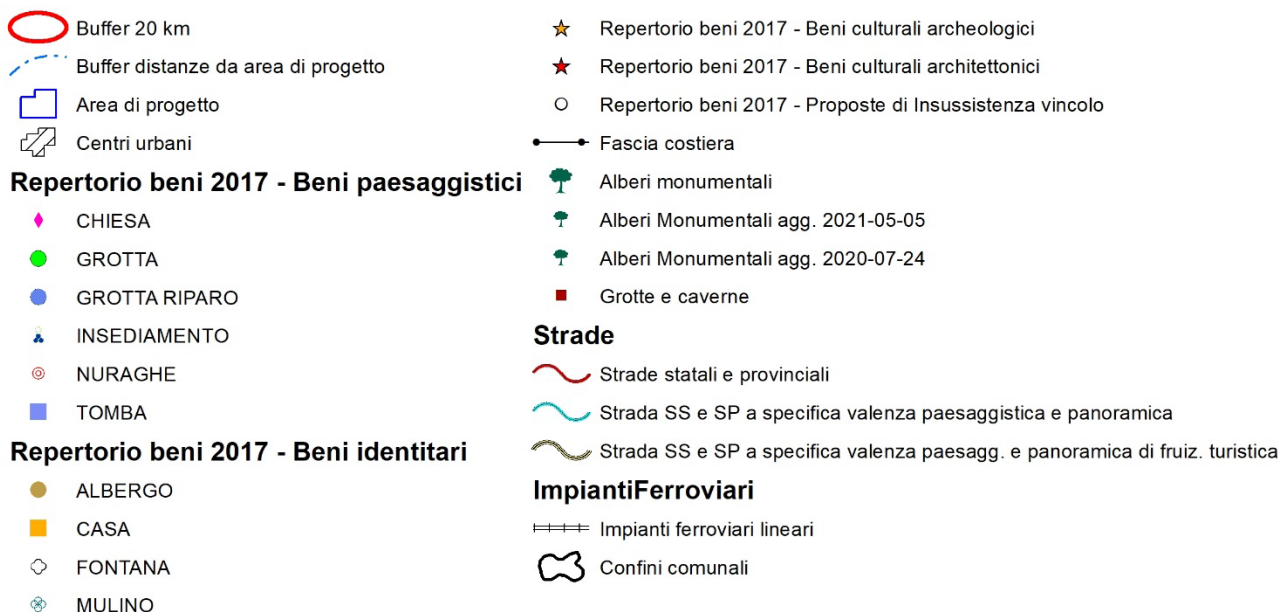 Buffer 20 km
Buffer distanze da area di progetto
Area di progetto
Centri urbani
Repertorio beni 2017 - Beni paesaggistici
CHIESA
GROTTA
GROTTA RIPARO
INSEDIAMENTO
NURAGHE
TOMBA
Repertorio beni 2017 - Beni identitari
ALBERGO
CASA
FONTANA
MULINO
Repertorio beni 2017 - Beni culturali archeologici
Repertorio beni 2017 - Beni culturali architettonici
Repertorio beni 2017 - Proposte di Insussistenza vincolo
Fascia costiera
Alberi monumentali
Alberi Monumentali agg. 2021-05-05
Alberi Monumentali agg. 2020-07-24
Grotte e caverne
Strade
Strade statali e provinciali
Strada SS e SP a specifica valenza paesaggistica e panoramica
Strada SS e SP a specifica valenza paesagg. e panoramica di fruiz. turistica
ImpiantiFerroviari
Impianti ferroviari lineari
Confini comunali